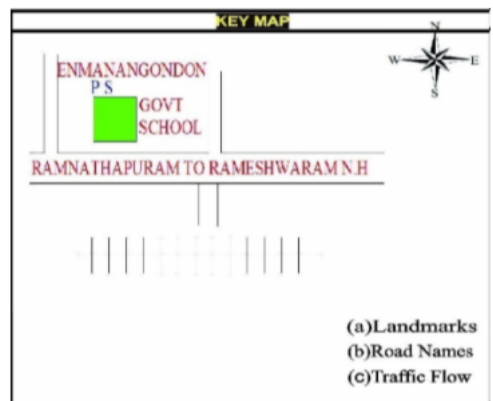 KEY MAP
N
W E
S
ENMANANGONDON
P S
GOVT
SCHOOL
RAMNATHAPURAM TO RAMESHWARAM N.H
(a)Landmarks
(b)Road Names
(c)Traffic Flow